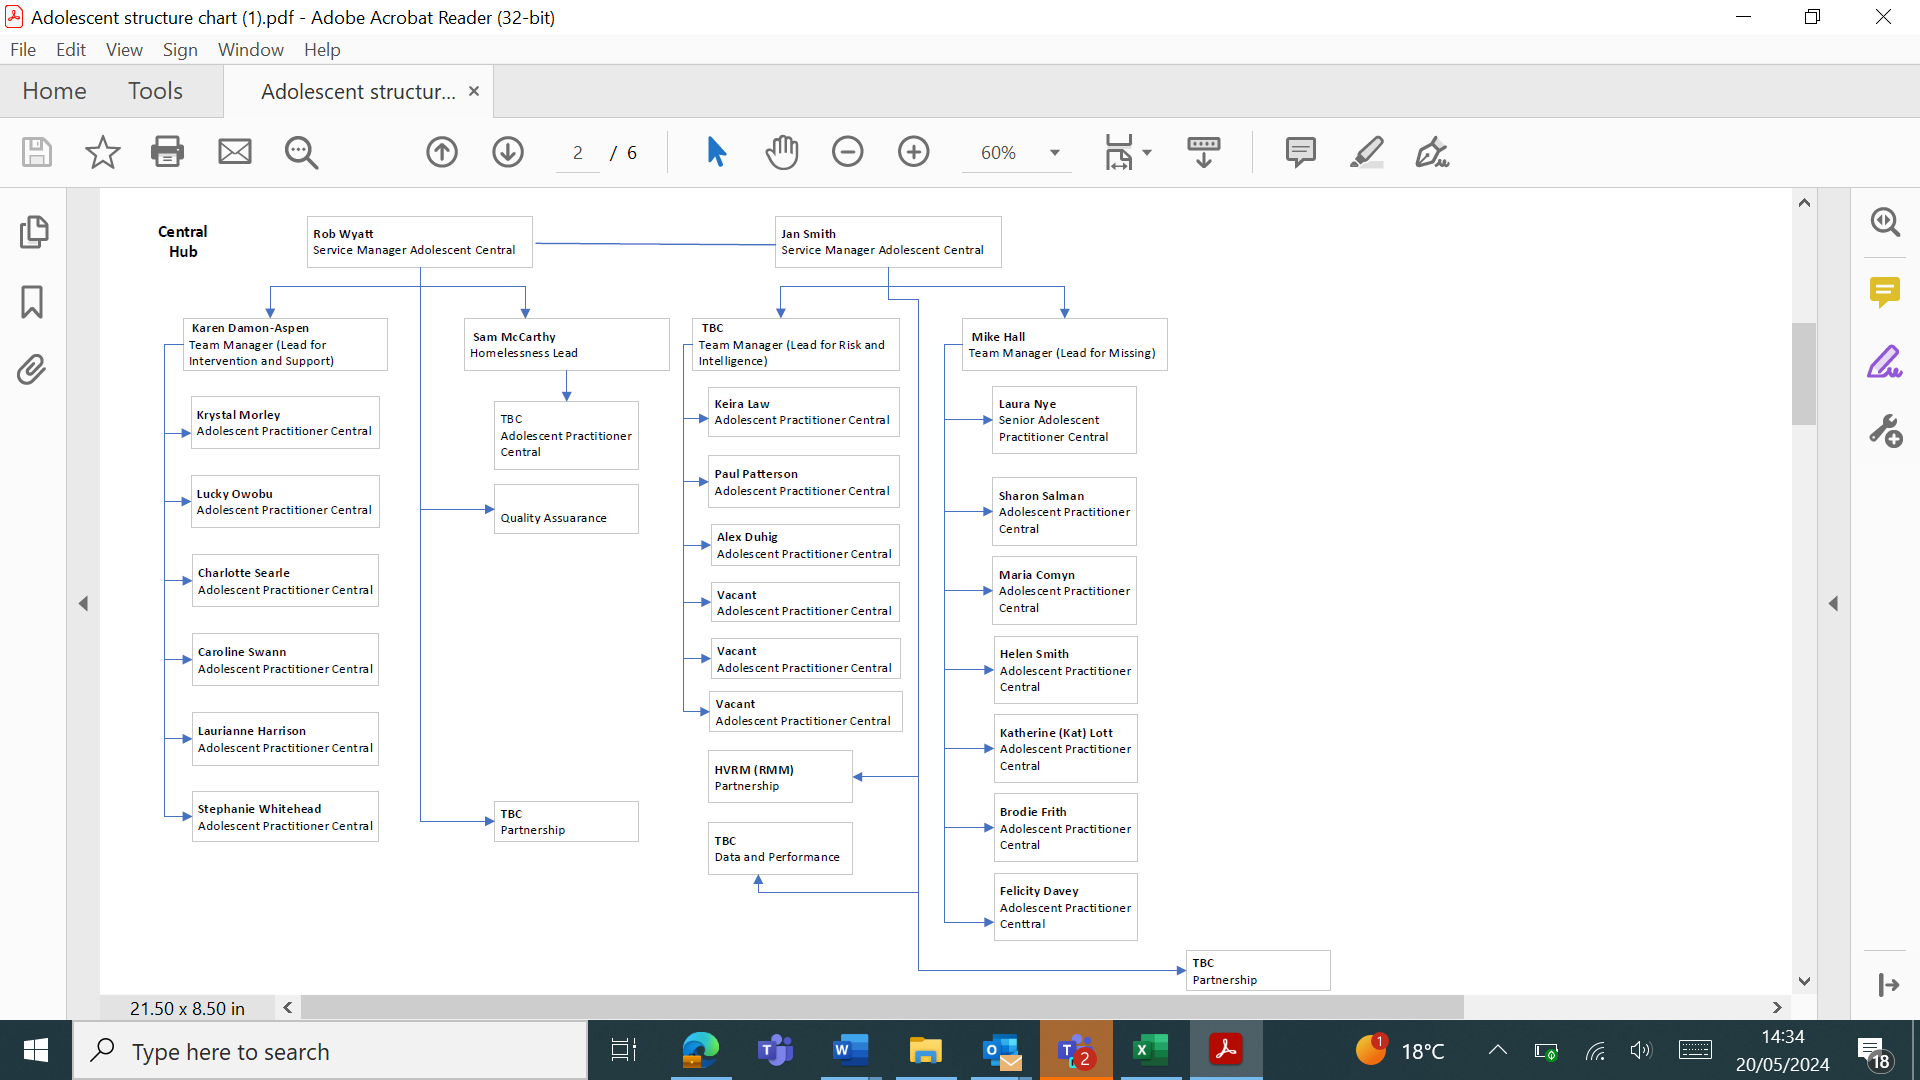 Adolescent structure chart (1).pdf - Adobe Acrobat Reader (32-bit)
File Edit View Sign Window Help
Home Tools Adolescent structur... ×
2 / 6 60%
Central
Hub
Rob Wyatt
Service Manager Adolescent Central
Jan Smith
Service Manager Adolescent Central
Karen Damon-Aspen
Team Manager (Lead for
Intervention and Support)
Krystal Morley
Adolescent Practitioner Central
Lucky Owobu
Adolescent Practitioner Central
Charlotte Searle
Adolescent Practitioner Central
Caroline Swann
Adolescent Practitioner Central
Laurianne Harrison
Adolescent Practitioner Central
Stephanie Whitehead
Adolescent Practitioner Central
Sam McCarthy
Homelessness Lead
TBC
Adolescent Practitioner
Central
Quality Assuarance
TBC
Partnership
TBC
Team Manager (Lead for Risk and
Intelligence)
Keira Law
Adolescent Practitioner Central
Paul Patterson
Adolescent Practitioner Central
Alex Duhig
Adolescent Practitioner Central
Vacant
Adolescent Practitioner Central
Vacant
Adolescent Practitioner Central
Vacant
Adolescent Practitioner Central
HVRM (RMM)
Partnership
TBC
Data and Performance
Mike Hall
Team Manager (Lead for Missing)
Laura Nye
Senior Adolescent
Practitioner Central
Sharon Salman
Adolescent Practitioner
Central
Maria Comyn
Adolescent Practitioner
Central
Helen Smith
Adolescent Practitioner
Central
Katherine (Kat) Lott
Adolescent Practitioner
Central
Brodie Frith
Adolescent Practitioner
Central
Felicity Davey
Adolescent Practitioner
Centtral
TBC
Partnership
21.50 x 8.50 in
Type here to search
2
1
18°C
14:34
20/05/2024
18